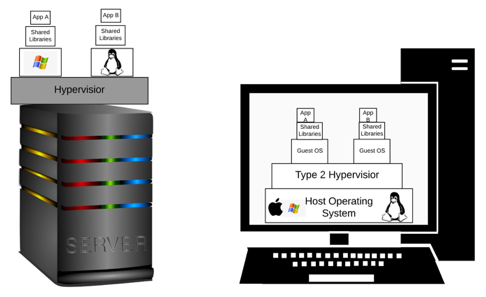 App A
App B
Shared
Libraries
Shared
Libraries
Hypervisior
SERVER
App
A
App
B
Shared
Libraries
Shared
Libraries
Guest OS
Guest OS
Type 2 Hypervisior
Host Operating
System